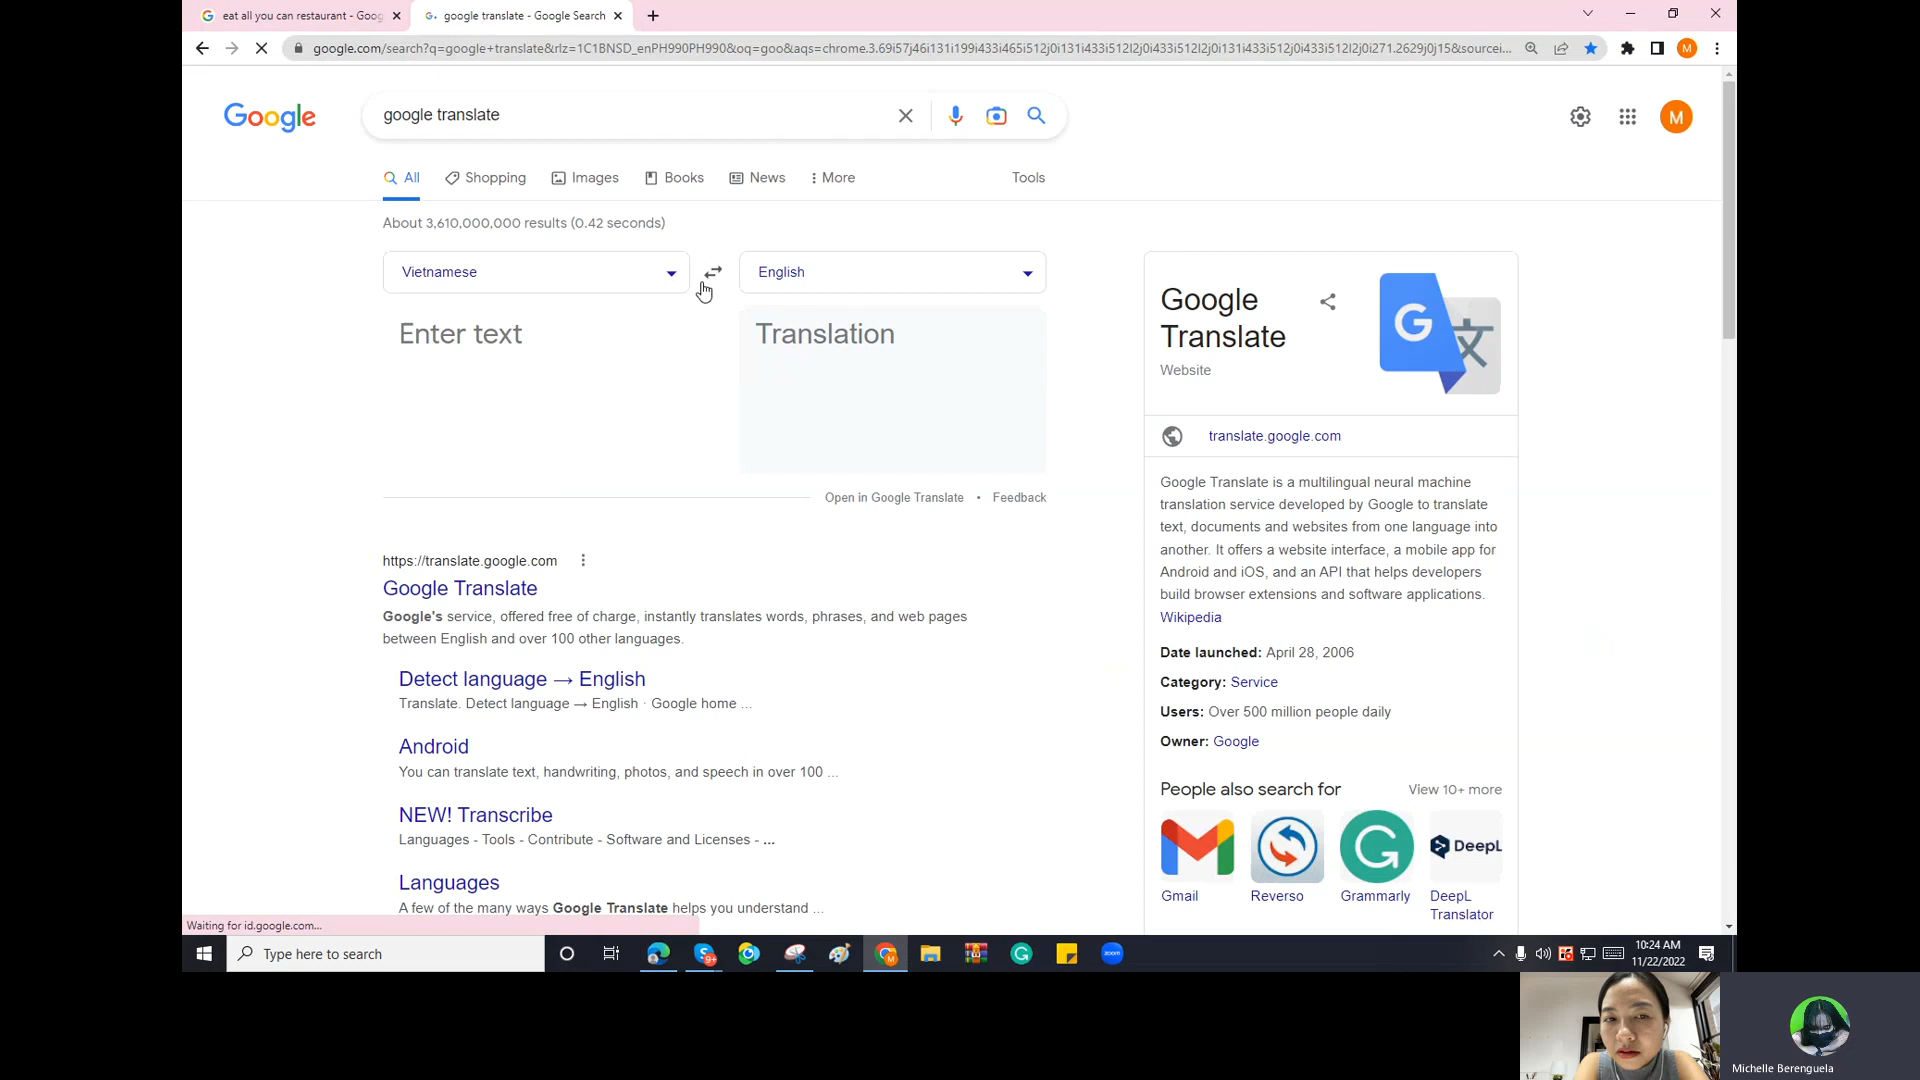 eat all you can restaurant - Goog
google translate - Google Search
google.com/search?q=google+translate&rlz=1C1BNSD_enPH990PH990&oq=goo&aqs=chrome.3.69i57j46i131i199i433i465i512j0i131i433i512l2j0i433i512l2j0i131i433i512j0i433i512l2j0i271.2629j0j15&sourcei...
M
Google
google translate
M
All
Shopping
Images
Books
News
More
Tools
About 3,610,000,000 results (0.42 seconds)
Vietnamese
English
Enter text
Translation
Open in Google Translate • Feedback
https://translate.google.com
Google Translate
Google's service, offered free of charge, instantly translates words, phrases, and web pages
between English and over 100 other languages.
Detect language → English
Translate. Detect language → English · Google home ...
Android
You can translate text, handwriting, photos, and speech in over 100 ...
NEW! Transcribe
Languages - Tools - Contribute - Software and Licenses - ...
Languages
A few of the many ways Google Translate helps you understand ...
Google
Translate
Website
G
文
translate.google.com
Google Translate is a multilingual neural machine
translation service developed by Google to translate
text, documents and websites from one language into
another. It offers a website interface, a mobile app for
Android and iOS, and an API that helps developers
build browser extensions and software applications.
Wikipedia
Date launched: April 28, 2006
Category: Service
Users: Over 500 million people daily
Owner: Google
People also search for
View 10+ more
DeepL
Gmail
Reverso
Grammarly
DeepL
Translator
Waiting for id.google.com...
Type here to search
S
9+
M
G
zoom
10:24 AM
11/22/2022
Michelle Berenguela